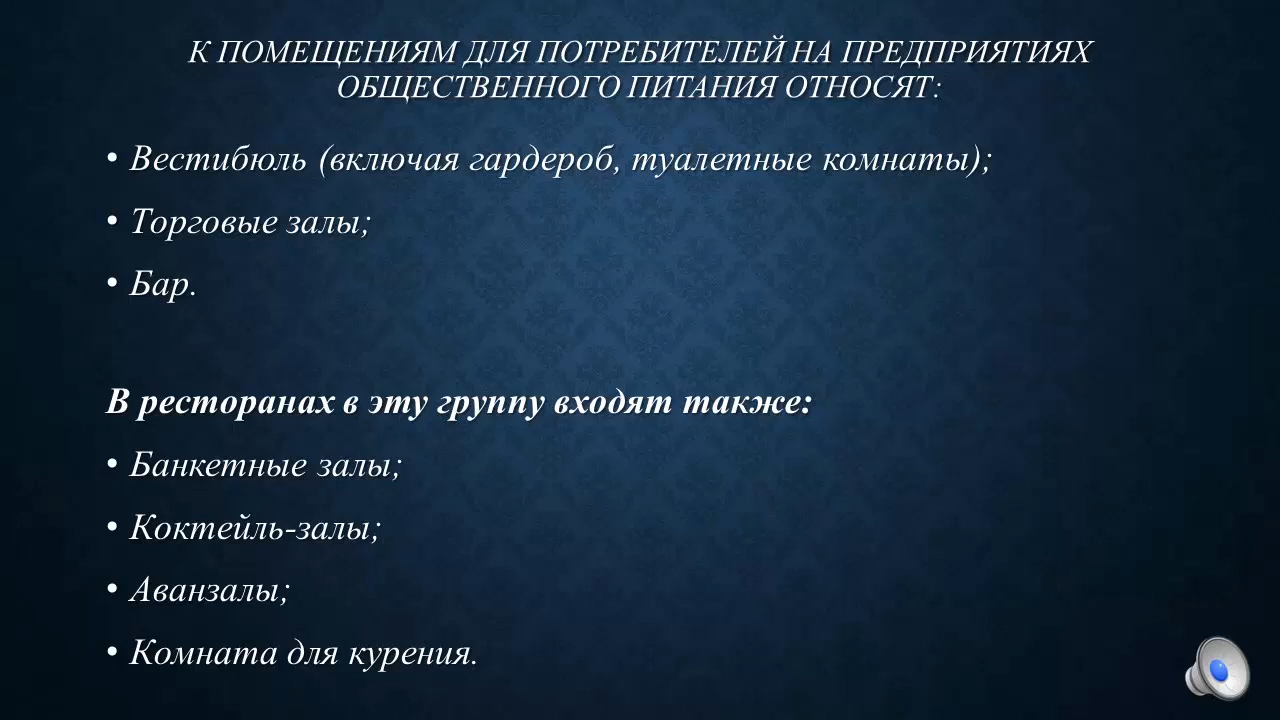 К ПОМЕЩЕНИЯМ ДЛЯ ПОТРЕБИТЕЛЕЙ НА ПРЕДПРИЯТИЯХ
ОБЩЕСТВЕННОГО ПИТАНИЯ ОТНОСЯТ:
• Вестибюль (включая гардероб, туалетные комнаты);
• Торговые залы;
• Бар.
В ресторанах в эту группу входят также:
• Банкетные залы;
• Коктейль-залы;
• Аванзалы;
• Комната для курения.